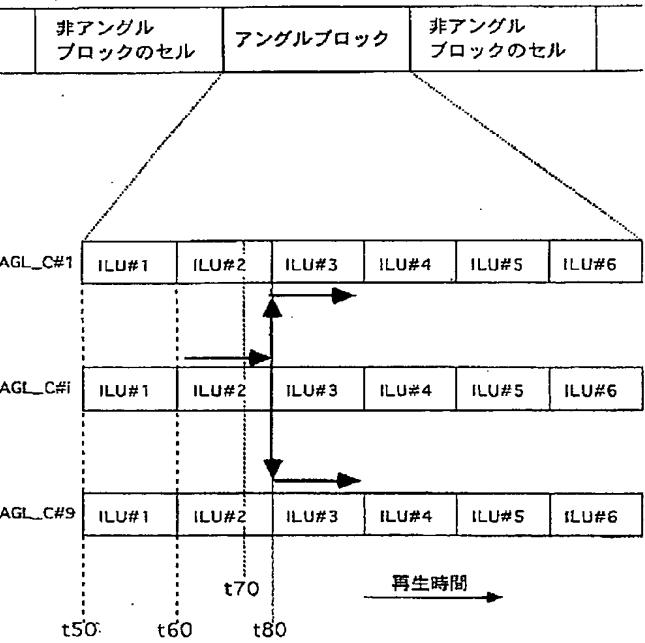 非アングル
ブロックのセル
アングルブロック
非アングル
ブロックのセル
AGL_C#1 ILU#1 ILU#2 ILU#3 ILU#4 ILU#5 ILU#6
AGL_C#i ILU#1 ILU#2 ILU#3 ILU#4 ILU#5 ILU#6
AGL_C#9 ILU#1 ILU#2 ILU#3 ILU#4 ILU#5 ILU#6
t70 再生時間
t50 t60 t80